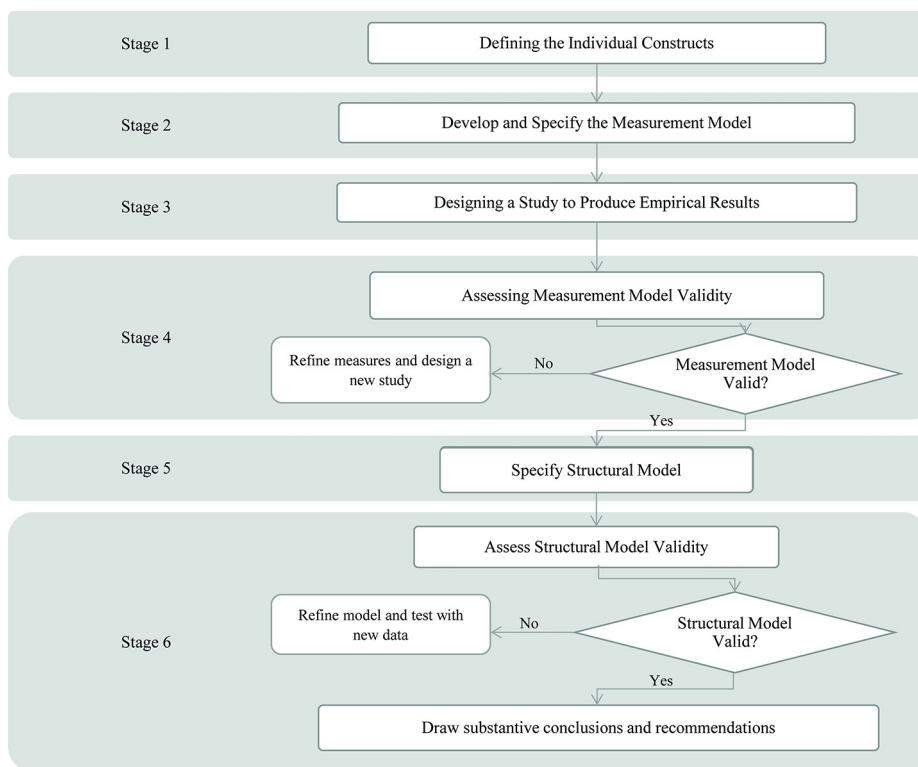 Stage 1
Defining the Individual Constructs
Stage 2
Develop and Specify the Measurement Model
Stage 3
Designing a Study to Produce Empirical Results
Stage 4
Assessing Measurement Model Validity
Refine measures and design a
new study
No
Measurement Model
Valid?
Yes
Stage 5
Specify Structural Model
Stage 6
Assess Structural Model Validity
Refine model and test with
new data
No
Structural Model
Valid?
Yes
Draw substantive conclusions and recommendations